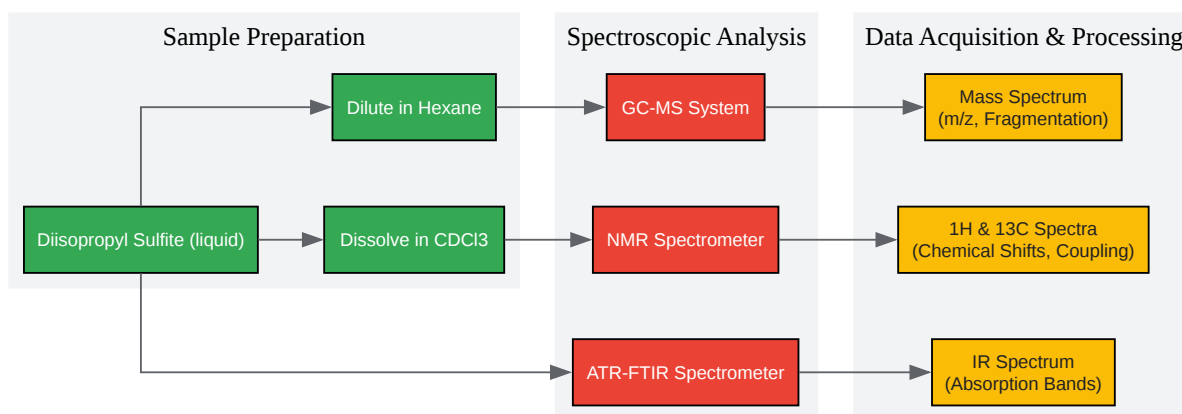 Sample Preparation
Spectroscopic Analysis
Data Acquisition & Processing
Dilute in Hexane
GC-MS System
Mass Spectrum
(m/z, Fragmentation)
Diisopropyl Sulfite (liquid)
Dissolve in CDCl3
NMR Spectrometer
1H & 13C Spectra
(Chemical Shifts, Coupling)
ATR-FTIR Spectrometer
IR Spectrum
(Absorption Bands)